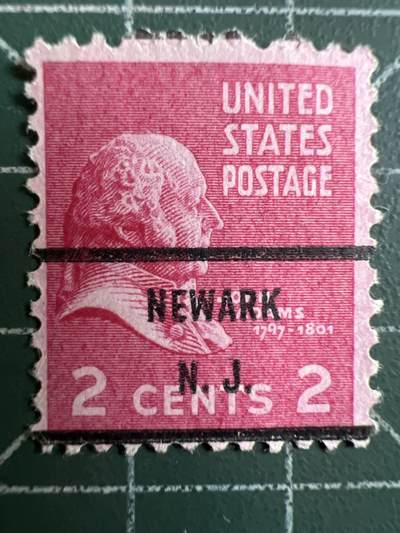 UNITED
STATES
POSTAGE
NEWARK
1797-1801
N. J.
2 CENTS 2